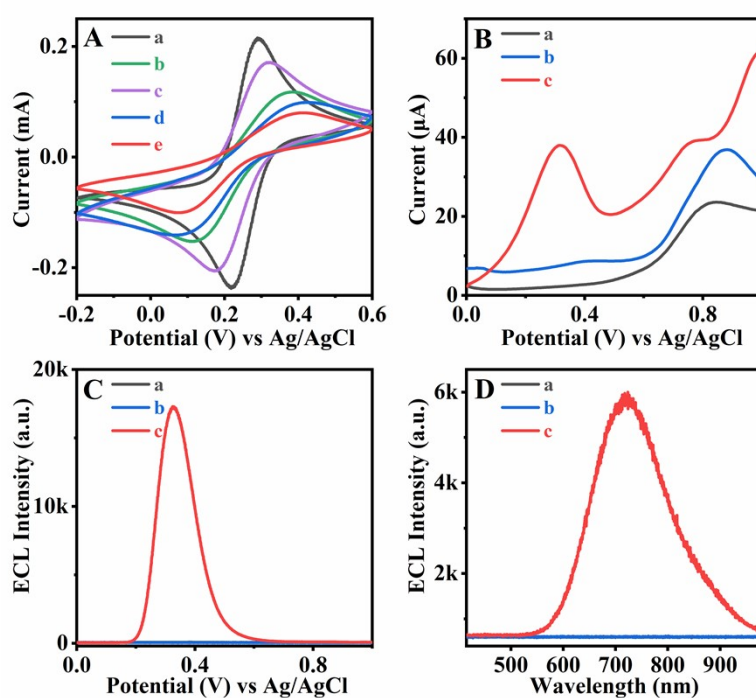 A
a
b
c
d
e
0.2
0.0
-0.2
Current (mA)
-0.2 0.0 0.2 0.4 0.6
Potential (V) vs Ag/AgCl
B
a
b
c
60
40
20
0
Current (µA)
0.0 0.4 0.8
Potential (V) vs Ag/AgCl
C
a
b
c
20k
10k
0
ECL Intensity (a.u.)
0.0 0.4 0.8
Potential (V) vs Ag/AgCl
D
a
b
c
6k
4k
2k
ECL Intensity (a.u.)
500 600 700 800 900
Wavelength (nm)